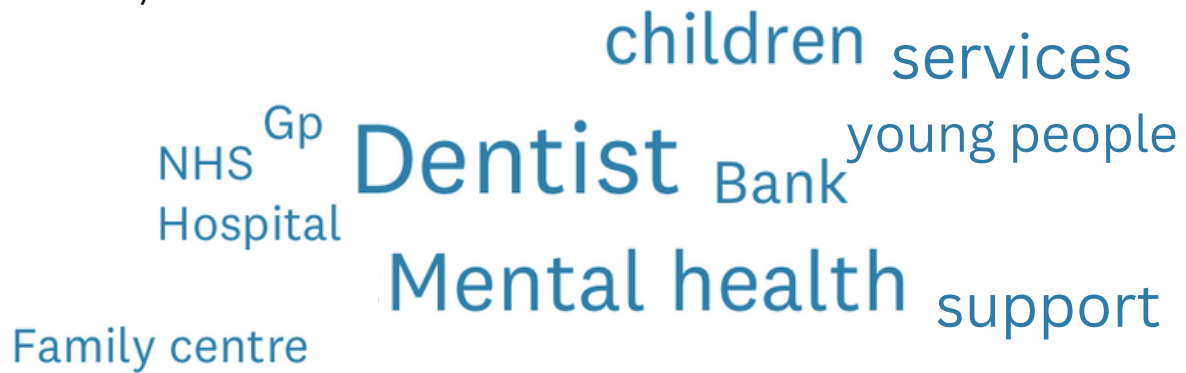 children services
Gp
young people
NHS
Dentist
Bank
Hospital
Mental health
support
Family centre